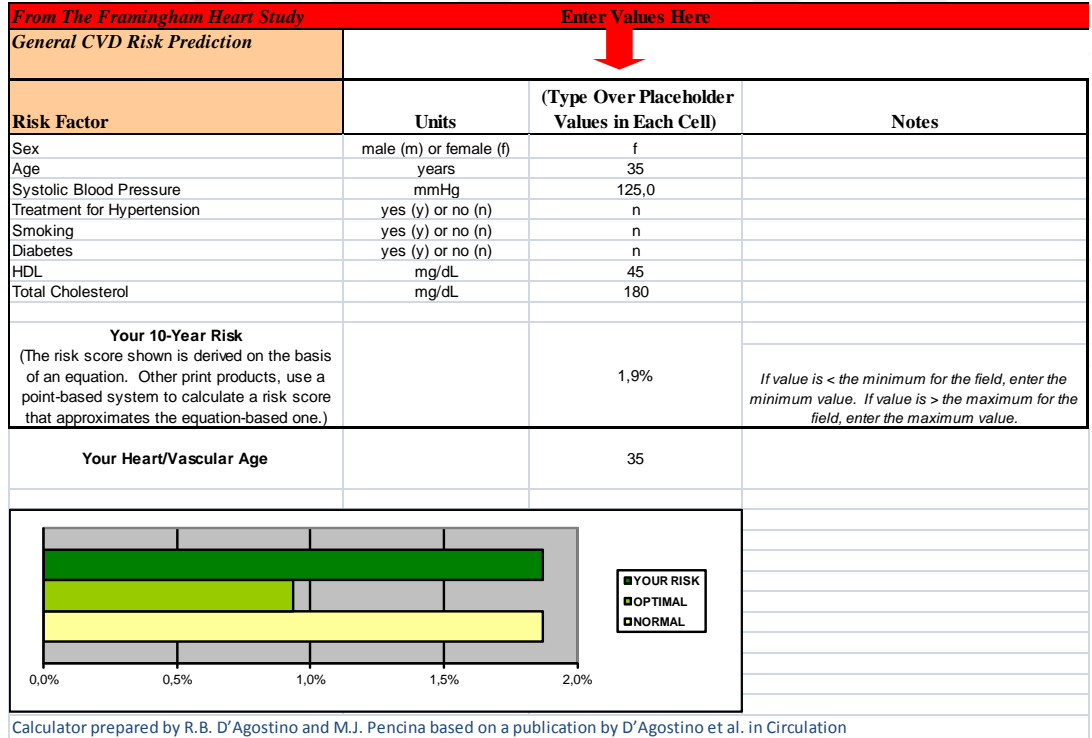 From The Framingham Heart Study Enter Values Here
General CVD Risk Prediction
Risk Factor Units (Type Over Placeholder Values in Each Cell) Notes
Sex male (m) or female (f) f
Age years 35
Systolic Blood Pressure mmHg 125,0
Treatment for Hypertension yes (y) or no (n) n
Smoking yes (y) or no (n) n
Diabetes yes (y) or no (n) n
HDL mg/dL 45
Total Cholesterol mg/dL 180
Your 10-Year Risk
(The risk score shown is derived on the basis
of an equation. Other print products, use a
point-based system to calculate a risk score
that approximates the equation-based one.)
1,9%
If value is < the minimum for the field, enter the
minimum value. If value is > the maximum for the
field, enter the maximum value.
Your Heart/Vascular Age 35
YOUR RISK
OPTIMAL
NORMAL
0,0% 0,5% 1,0% 1,5% 2,0%
Calculator prepared by R.B. D’Agostino and M.J. Pencina based on a publication by D’Agostino et al. in Circulation